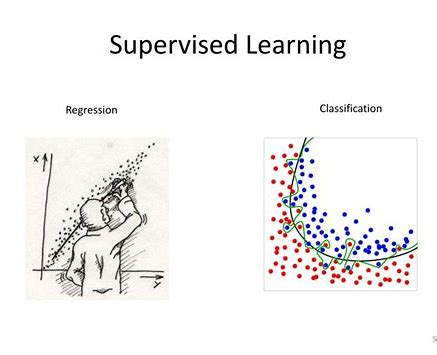 Supervised Learning
Regression
Classification
x
y
5